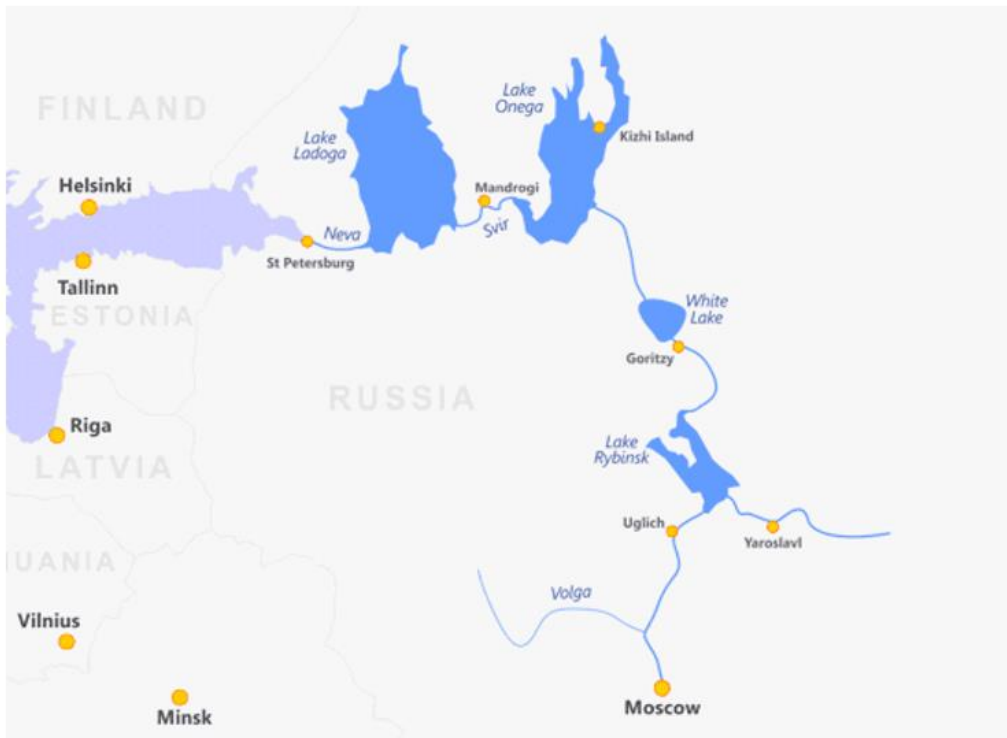 FINLAND
Lake
Ladoga
Lake
Onega
Kizhi Island
Helsinki
Mandrogi
Neva
Svir
St Petersburg
Tallinn
ESTONIA
White
Lake
Goritzy
RUSSIA
Riga
LATVIA
Lake
Rybinsk
Uglich
Yaroslavl
UANIA
Volga
Vilnius
Minsk
Moscow